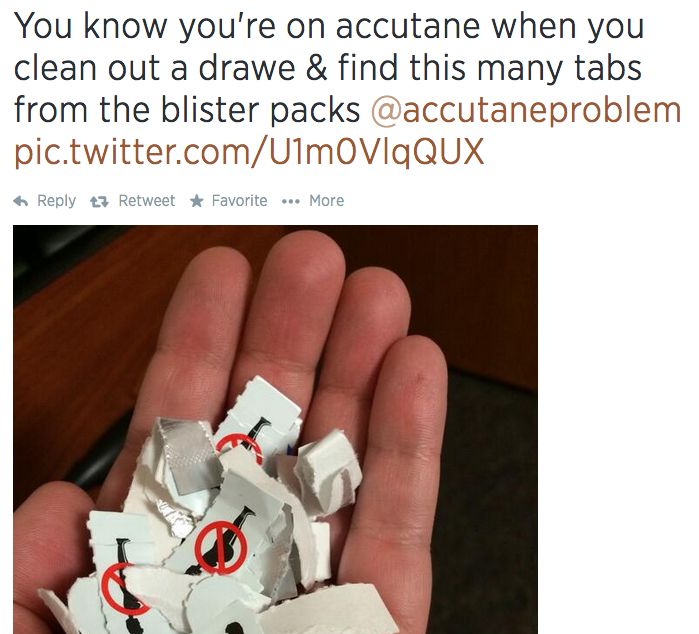 You know you're on accutane when you
clean out a drawe & find this many tabs
from the blister packs @accutaneproblem
pic.twitter.com/U1m0VlqQUX
Reply Retweet Favorite More